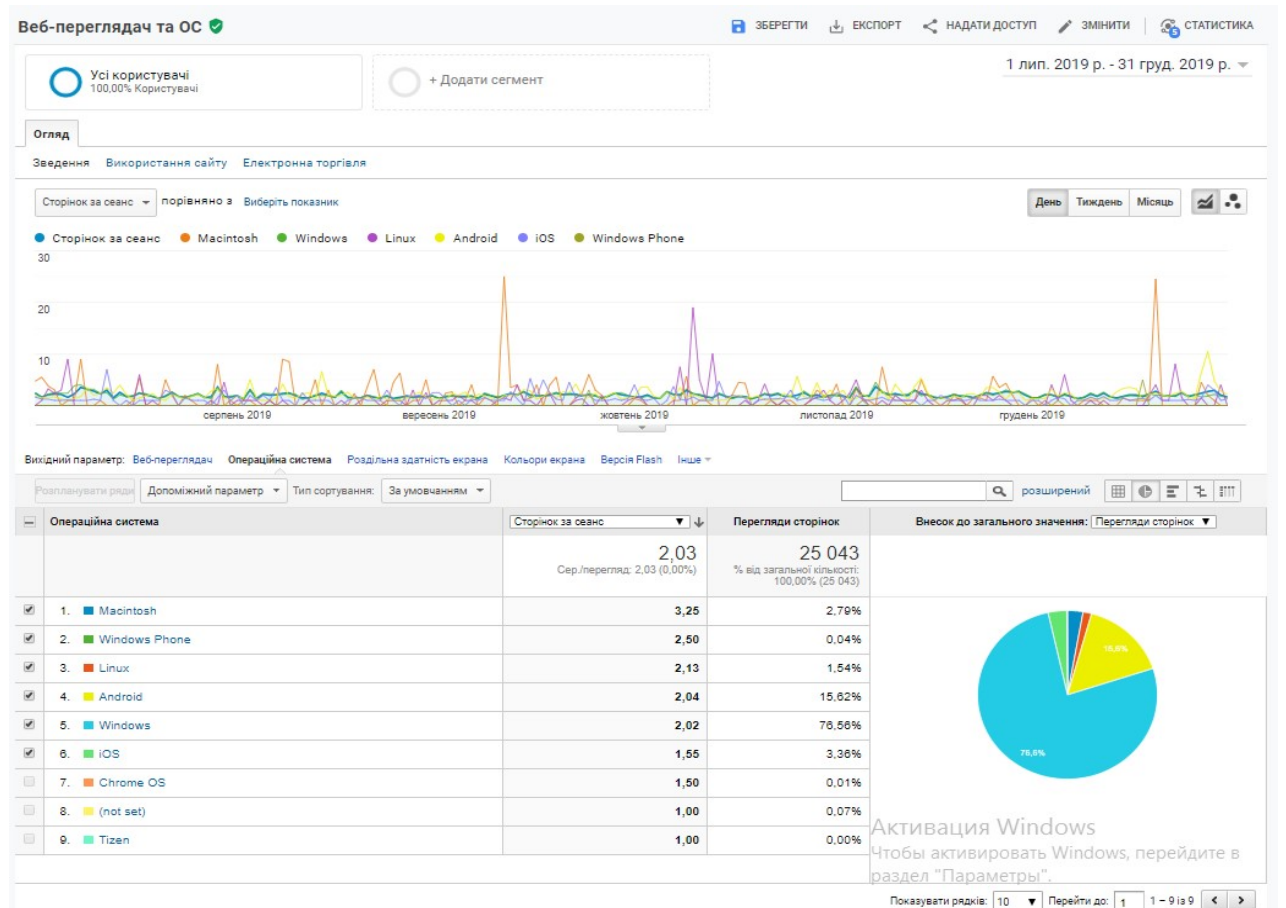 Веб-переглядач та ОС
ЗБЕРЕГТИ ЕКСПОРТ НАДАТИ ДОСТУП ЗМІНИТИ 5 СТАТИСТИКА
Усі користувачі
100,00% Користувачі
+ Додати сегмент
1 лип. 2019 р. - 31 груд. 2019 р.
Огляд
Зведення Використання сайту Електронна торгівля
Сторінок за сеанс порівняно з Виберіть показник
День Тиждень Місяць
Сторінок за сеанс Macintosh Windows Linux Android iOS Windows Phone
30
20
10
серпень 2019 вересень 2019 жовтень 2019 листопад 2019 грудень 2019
Вихідний параметр: Веб-переглядач Операційна система Роздільна здатність екрана Кольори екрана Версія Flash Інше
Розпланувати ряди Допоміжний параметр Тип сортування: За умовчанням розширений
Операційна система Сторінок за сеанс Перегляди сторінок Внесок до загального значення: Перегляди сторінок
2,03 25 043
Сер./перегляд: 2,03 (0,00%) % від загальної кількості:
100,00% (25 043)
1. Macintosh 3,25 2,79%
2. Windows Phone 2,50 0,04%
3. Linux 2,13 1,54%
4. Android 2,04 15,62%
5. Windows 2,02 76,56%
6. iOS 1,55 3,36%
7. Chrome OS 1,50 0,01%
8. (not set) 1,00 0,07%
9. Tizen 1,00 0,00%
15,6%
76,6%
Активация Windows
Чтобы активировать Windows, перейдите в
раздел "Параметры".
Показувати рядків: 10 Перейти до: 1 1 – 9 із 9